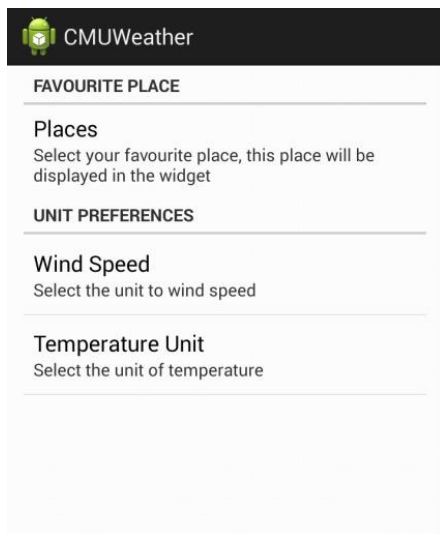 CMUWeather
FAVOURITE PLACE
Places
Select your favourite place, this place will be
displayed in the widget
UNIT PREFERENCES
Wind Speed
Select the unit to wind speed
Temperature Unit
Select the unit of temperature